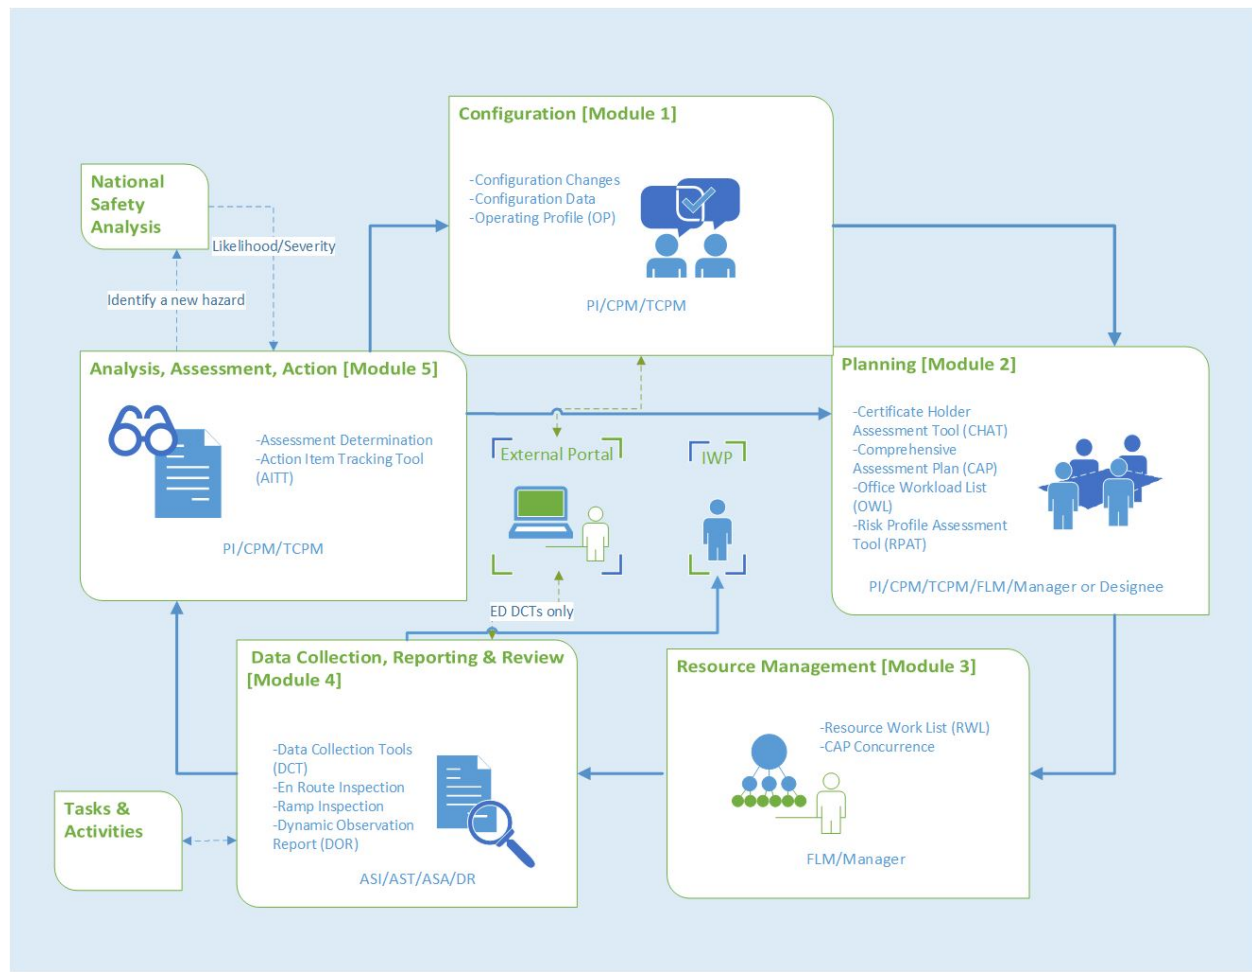 Configuration [Module 1]
-Configuration Changes
-Configuration Data
-Operating Profile (OP)
PI/CPM/TCPM
National
Safety
Analysis
Likelihood/Severity
Identify a new hazard
Analysis, Assessment, Action [Module 5]
-Assessment Determination
-Action Item Tracking Tool
(AITT)
PI/CPM/TCPM
External Portal
IWP
ED DCTs only
Planning [Module 2]
-Certificate Holder
Assessment Tool (CHAT)
-Comprehensive
Assessment Plan (CAP)
-Office Workload List
(OWL)
-Risk Profile Assessment
Tool (RPAT)
PI/CPM/TCPM/FLM/Manager or Designee
Data Collection, Reporting & Review
[Module 4]
-Data Collection Tools
(DCT)
-En Route Inspection
-Ramp Inspection
-Dynamic Observation
Report (DOR)
ASI/AST/ASA/DR
Resource Management [Module 3]
-Resource Work List (RWL)
-CAP Concurrence
FLM/Manager
Tasks &
Activities